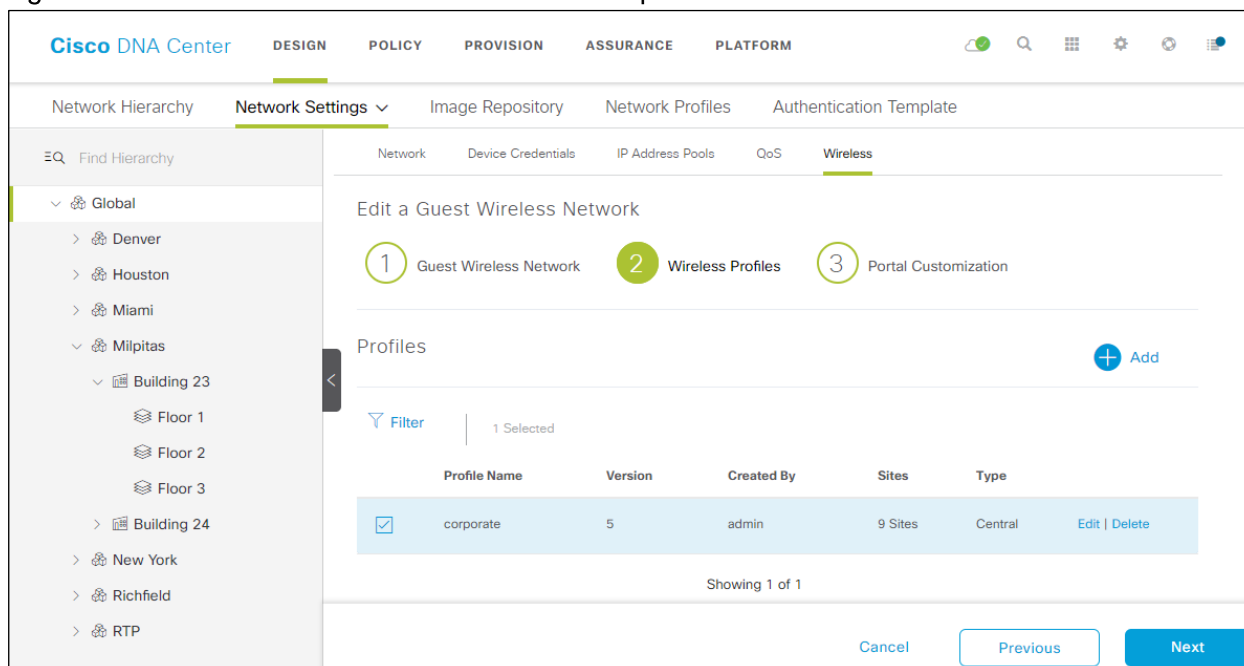 Cisco DNA Center DESIGN POLICY PROVISION ASSURANCE PLATFORM
Network Hierarchy Network Settings Image Repository Network Profiles Authentication Template
Find Hierarchy
Global
Denver
Houston
Miami
Milpitas
Building 23
Floor 1
Floor 2
Floor 3
Building 24
New York
Richfield
RTP
Network Device Credentials IP Address Pools QoS Wireless
Edit a Guest Wireless Network
1 Guest Wireless Network 2 Wireless Profiles 3 Portal Customization
Profiles
Add
Filter 1 Selected
Profile Name Version Created By Sites Type
corporate 5 admin 9 Sites Central Edit | Delete
Showing 1 of 1
Cancel Previous Next